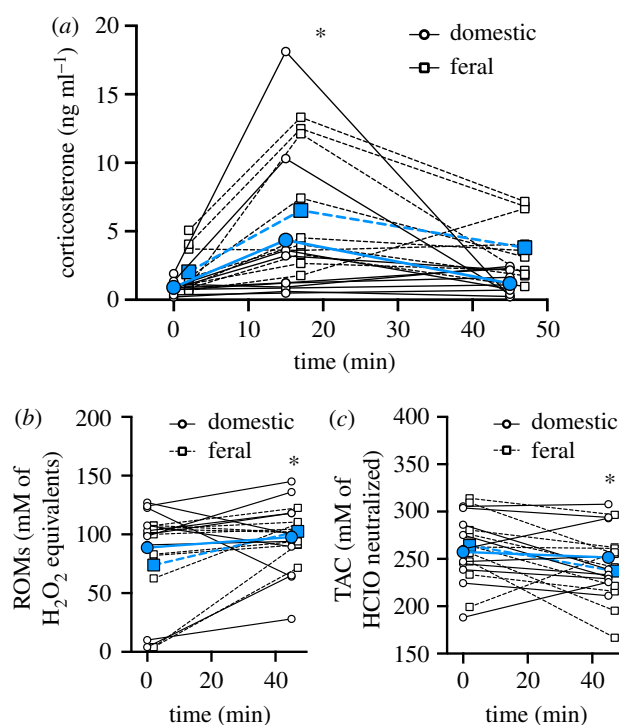 (a)
*
domestic
feral
corticosterone (ng ml⁻¹)
20
15
10
5
0
0 10 20 30 40 50
time (min)
(b)
domestic
feral
*
ROMs (mM of
H₂O₂ equivalents)
200
150
100
50
0
0 20 40
time (min)
(c)
domestic
feral
*
TAC (mM of
HClO neutralized)
400
350
300
250
200
150
0 20 40
time (min)